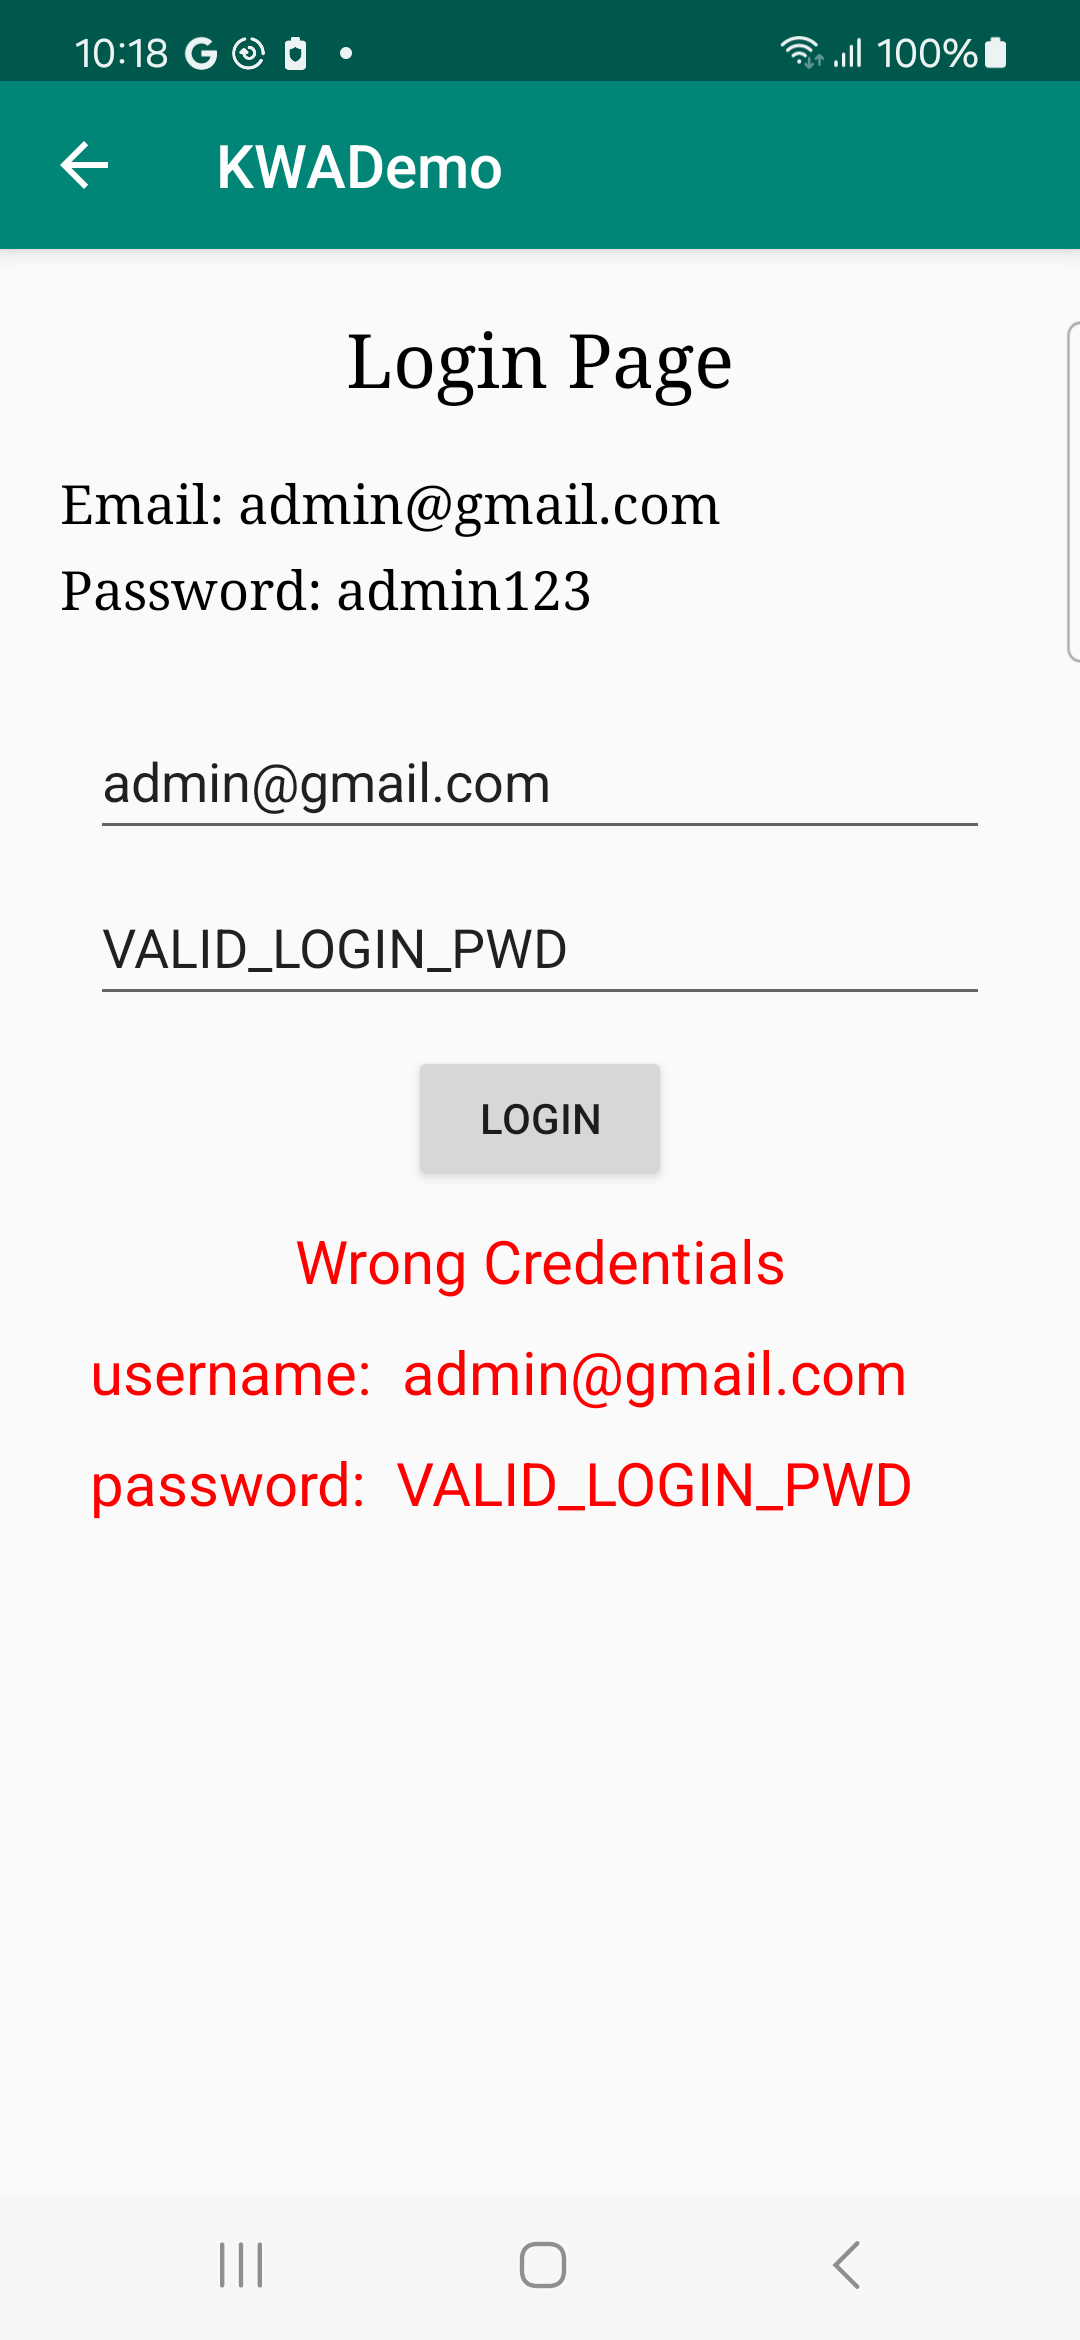 10:18 100%
KWADemo
Login Page
Email: admin@gmail.com
Password: admin123
admin@gmail.com
VALID_LOGIN_PWD
LOGIN
Wrong Credentials
username: admin@gmail.com
password: VALID_LOGIN_PWD